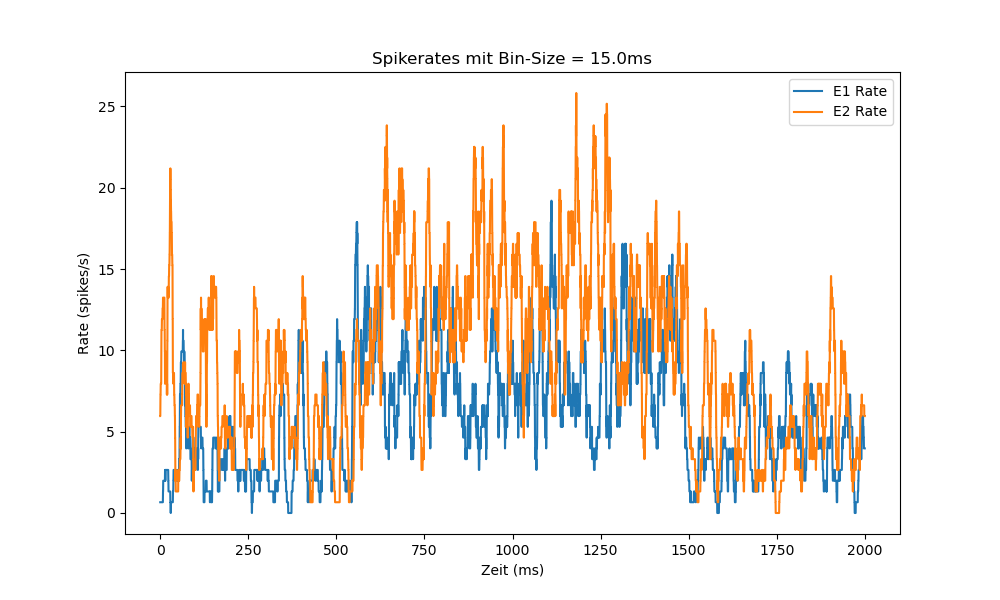 Spikerates mit Bin-Size = 15.0ms
E1 Rate
E2 Rate
Rate (spikes/s)
25
20
15
10
5
0
0 250 500 750 1000 1250 1500 1750 2000
Zeit (ms)